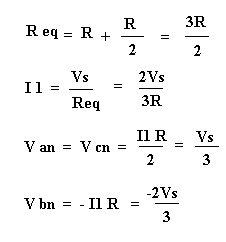 R eq = R + R/2 = 3R/2
I 1 = Vs/Req = 2Vs/3R
V an = V cn = I1 R/2 = Vs/3
V bn = - I1 R = -2Vs/3